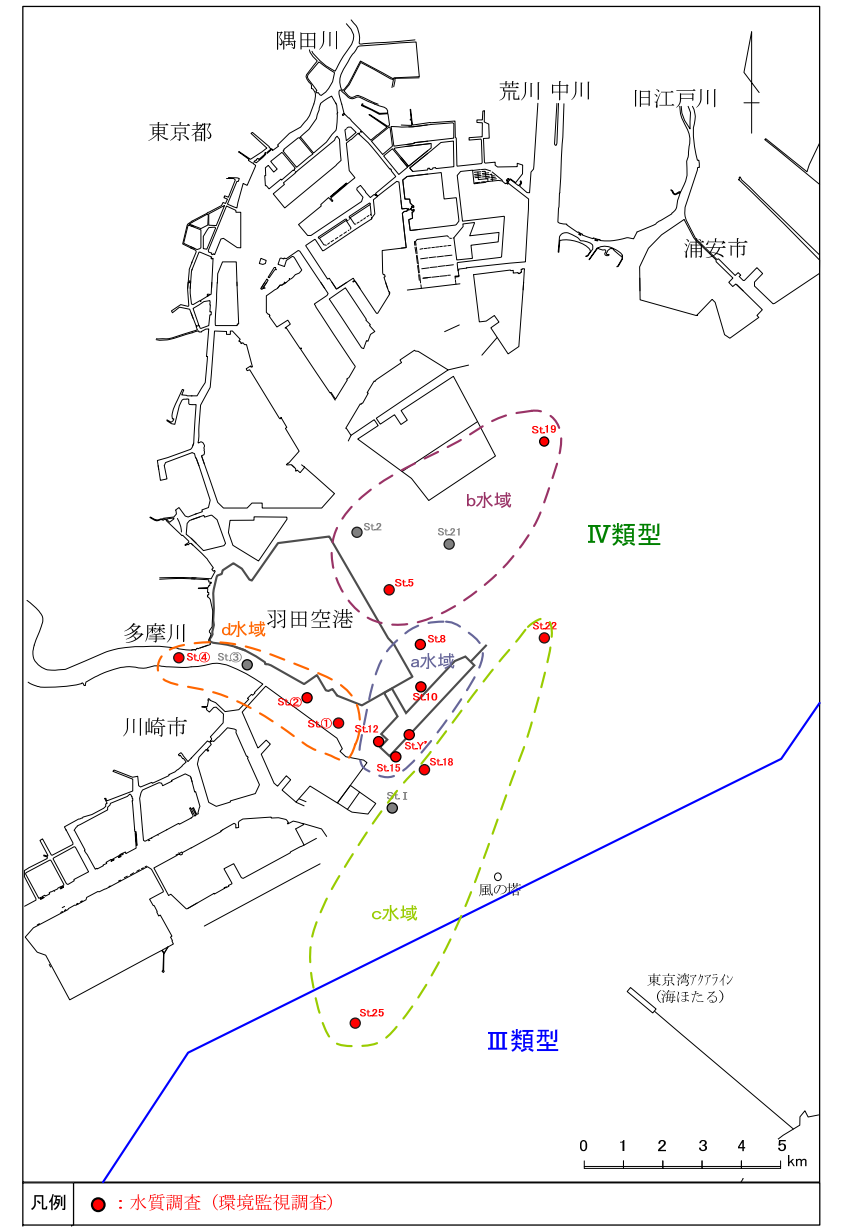 隅田川
荒川 中川
旧江戸川
東京都
浦安市
St.19
b水域
St.2
St.21
Ⅳ類型
St.5
羽田空港
d水域
多摩川
St.22
St.8
St.④
St.③
a水域
St.10
St.②
St.①
川崎市
St.12
St.Y'
St.15
St.18
St.Ⅰ
風の塔
c水域
東京湾アクアライン
(海ほたる)
St.25
Ⅲ類型
0 1 2 3 4 5
km
凡例
:水質調査(環境監視調査)